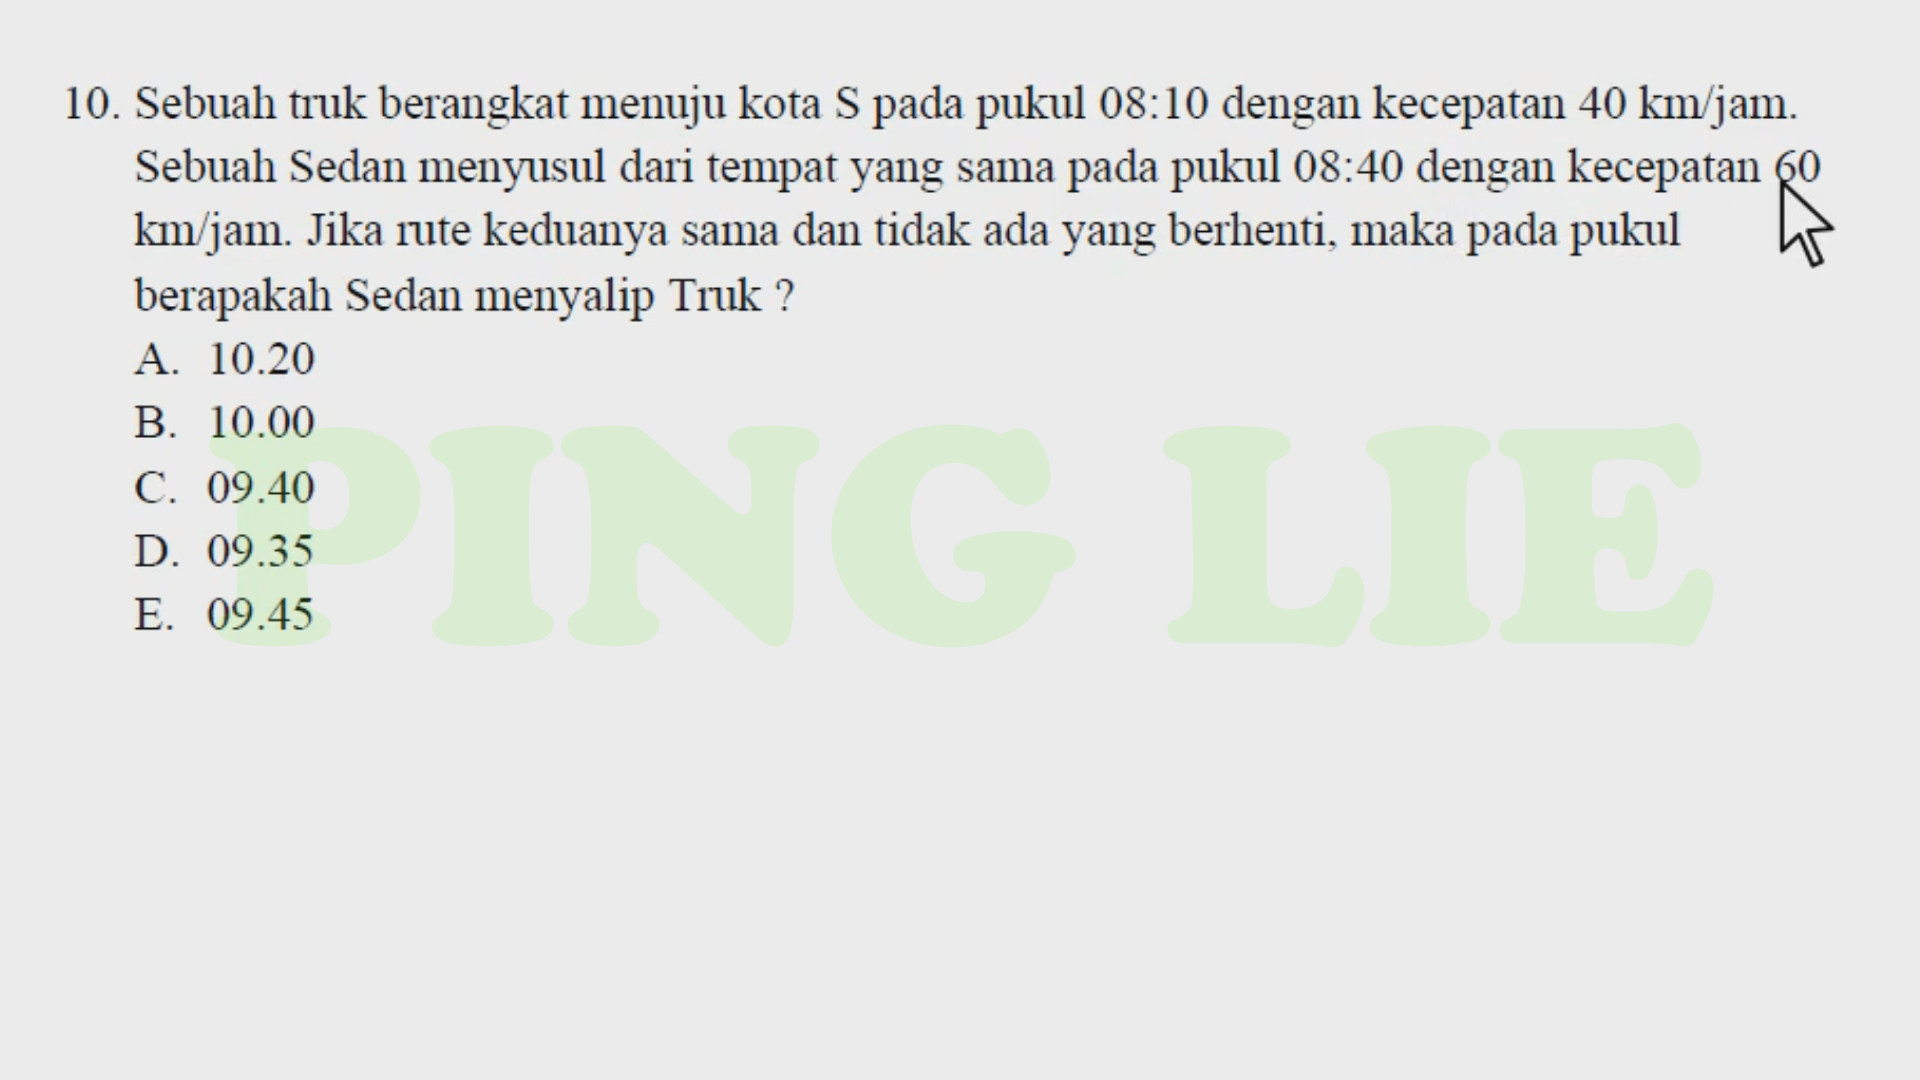 10. Sebuah truk berangkat menuju kota S pada pukul 08:10 dengan kecepatan 40 km/jam.
Sebuah Sedan menyusul dari tempat yang sama pada pukul 08:40 dengan kecepatan 60
km/jam. Jika rute keduanya sama dan tidak ada yang berhenti, maka pada pukul
berapakah Sedan menyalip Truk ?
A. 10.20
B. 10.00
C. 09.40
D. 09.35
E. 09.45
PING LIE